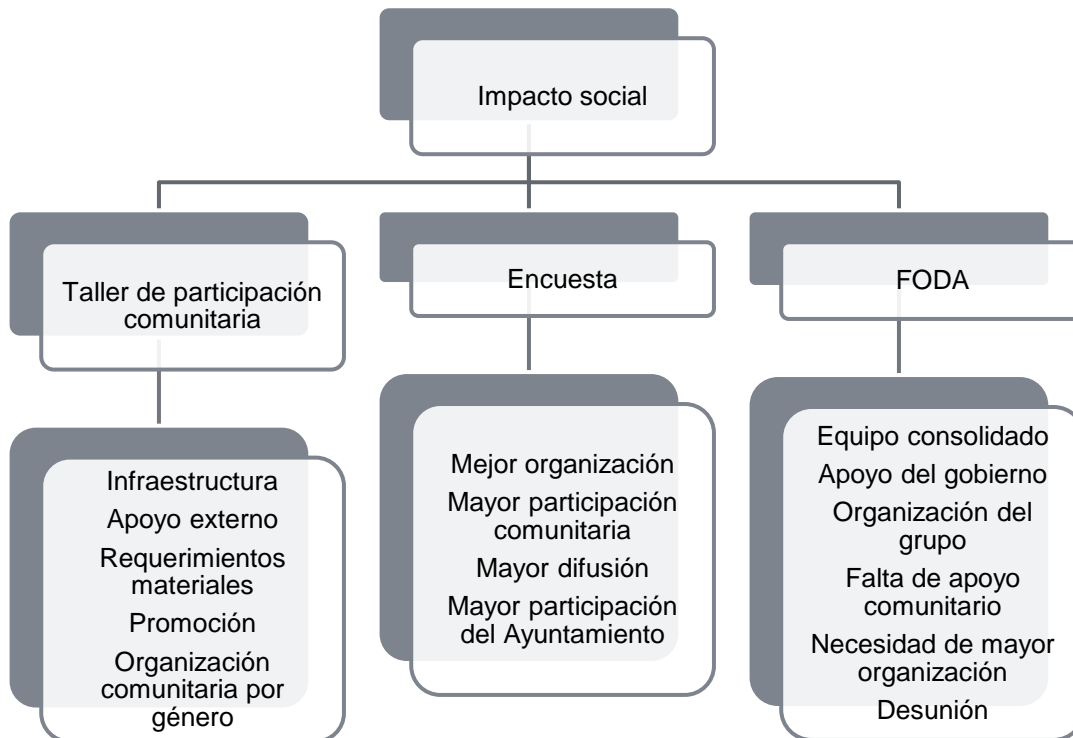 Impacto social
Taller de participación
comunitaria
Encuesta
FODA
Infraestructura
Apoyo externo
Requerimientos
materiales
Promoción
Organización
comunitaria por
género
Mejor organización
Mayor participación
comunitaria
Mayor difusión
Mayor participación
del Ayuntamiento
Equipo consolidado
Apoyo del gobierno
Organización del
grupo
Falta de apoyo
comunitario
Necesidad de mayor
organización
Desunión